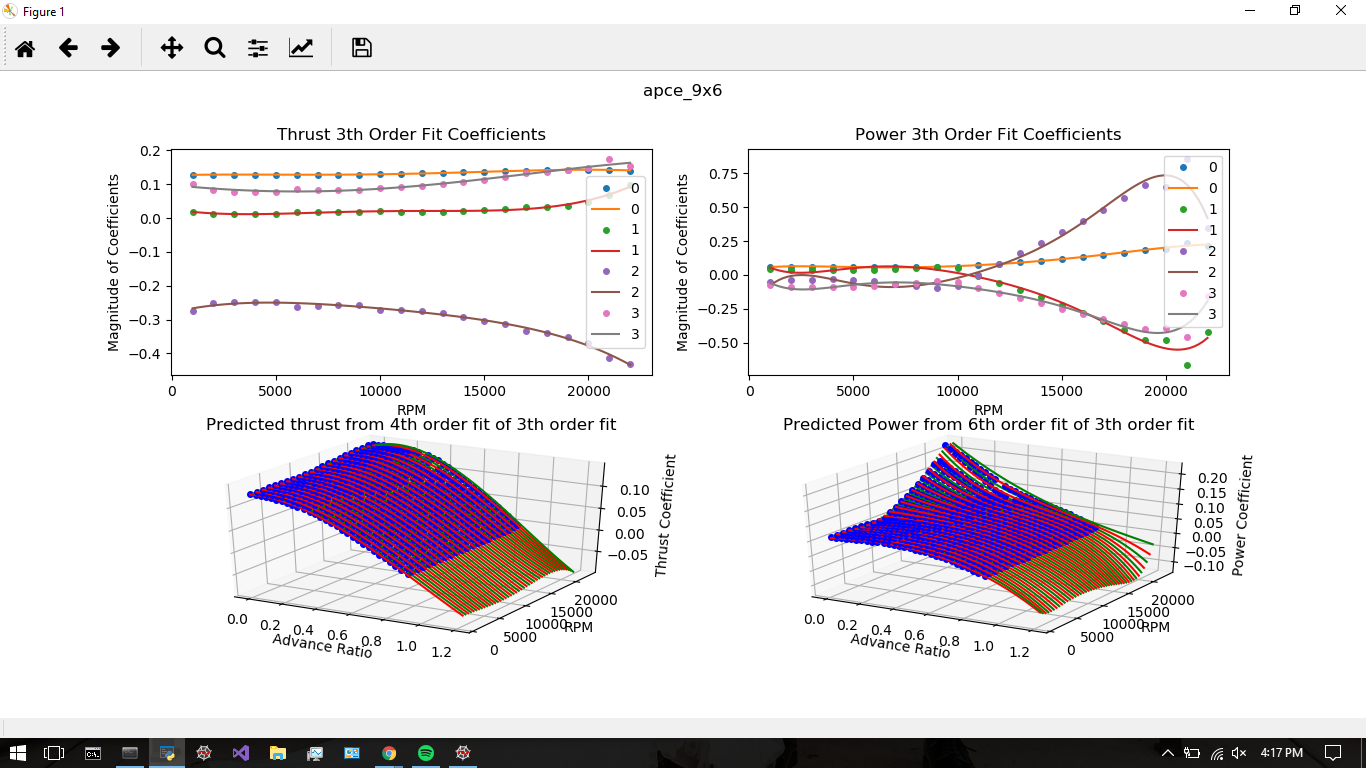 Figure 1
apce_9x6
Thrust 3th Order Fit Coefficients
Magnitude of Coefficients
0.2
0.1
0.0
−0.1
−0.2
−0.3
−0.4
0
0
1
1
2
2
3
3
0 5000 10000 15000 20000
RPM
Power 3th Order Fit Coefficients
Magnitude of Coefficients
0.75
0.50
0.25
0.00
−0.25
−0.50
0
0
1
1
2
2
3
3
0 5000 10000 15000 20000
RPM
Predicted thrust from 4th order fit of 3th order fit
Thrust Coefficient
0.10
0.05
0.00
−0.05
0.0 0.2 0.4 0.6 0.8 1.0 1.2
Advance Ratio
0 5000 10000 15000 20000
RPM
Predicted Power from 6th order fit of 3th order fit
Power Coefficient
0.20
0.15
0.10
0.05
0.00
−0.05
−0.10
0.0 0.2 0.4 0.6 0.8 1.0 1.2
Advance Ratio
0 5000 10000 15000 20000
RPM
4:17 PM